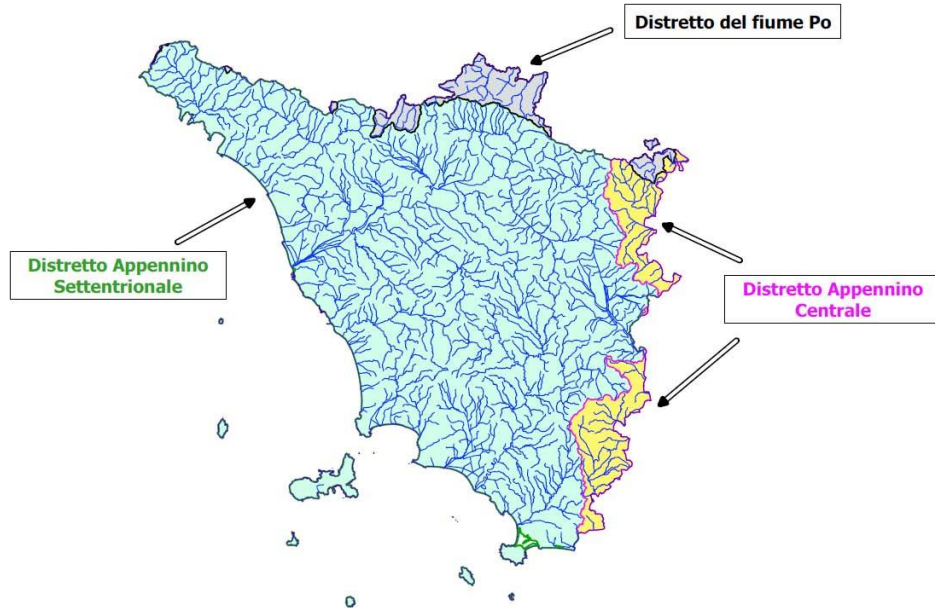 Distretto del fiume Po
Distretto Appennino
Settentrionale
Distretto Appennino
Centrale